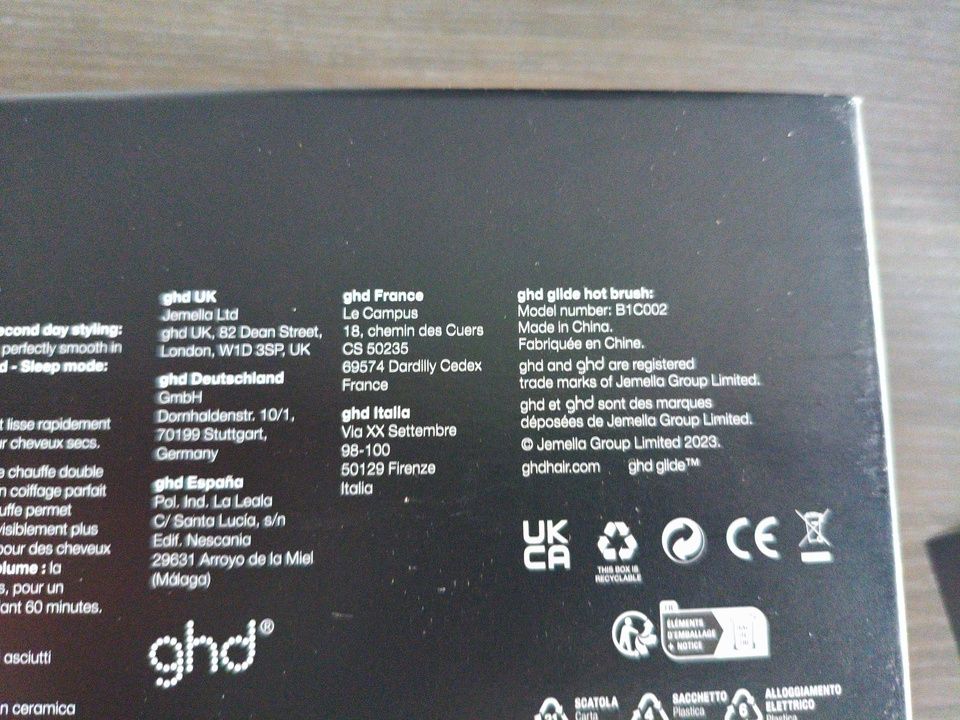 econd day styling:
perfectly smooth in
d - Sleep mode:
t lisse rapidement
ur cheveux secs.
e chauffe double
n coiffage parfait
uffe permet
visiblement plus
pour des cheveux
olume : la
s, pour un
ant 60 minutes.
asciutti
n ceramica
ghd UK
Jemella Ltd
ghd UK, 82 Dean Street,
London, W1D 3SP, UK
ghd Deutschland
GmbH
Dornhaldenstr. 10/1,
70199 Stuttgart,
Germany
ghd España
Pol. Ind. La Leala
C/ Santa Lucía, s/n
Edif. Nescania
29631 Arroyo de la Miel
(Málaga)
ghd®
ghd France
Le Campus
18, chemin des Cuers
CS 50235
69574 Dardilly Cedex
France
ghd Italia
Via XX Settembre
98-100
50129 Firenze
Italia
ghd glide hot brush:
Model number: B1C002
Made in China.
Fabriquée en Chine.
ghd and ghd are registered
trade marks of Jemella Group Limited.
ghd et ghd sont des marques
déposées de Jemella Group Limited.
© Jemella Group Limited 2023.
ghdhair.com ghd glide™
UK
CA
THIS BOX IS
RECYCLABLE
CE
FR
ÉLÉMENTS
D'EMBALLAGE
+ NOTICE
21
SCATOLA
Carta
4
SACCHETTO
Plastica
6
ALLOGGIAMENTO
ELETTRICO
Plastica